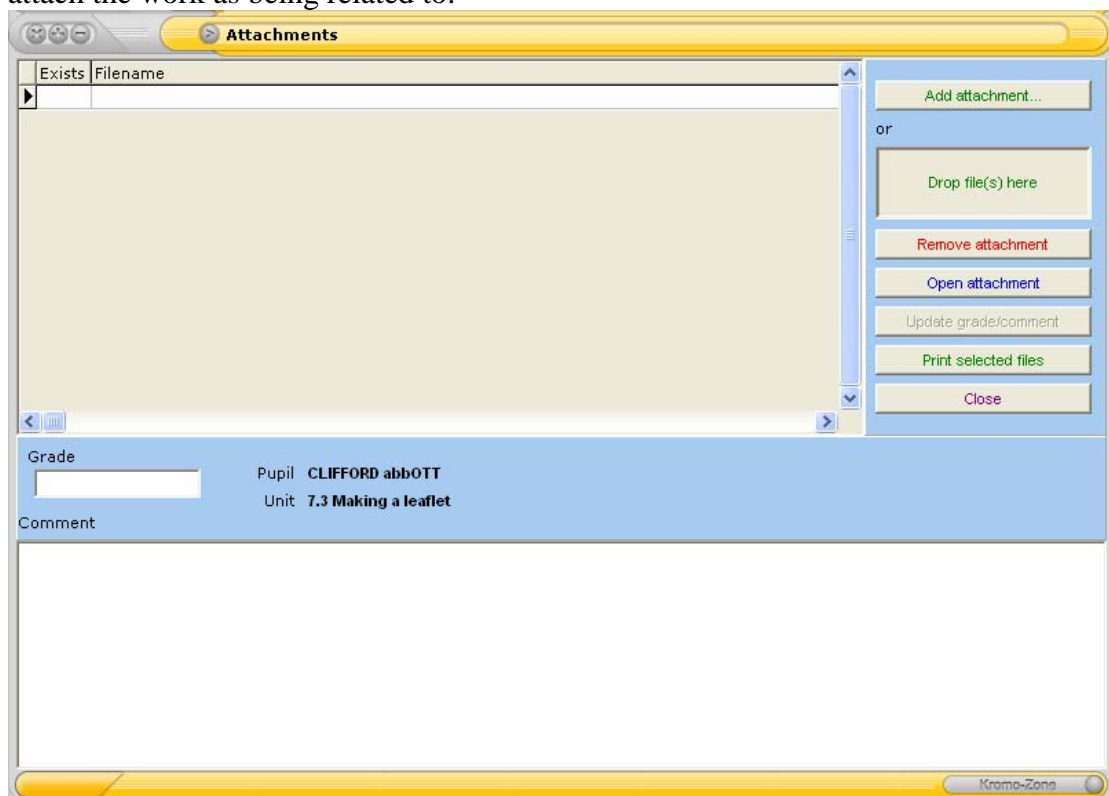 attach the work as being related to.
Attachments
Exists Filename
Add attachment...
or
Drop file(s) here
Remove attachment
Open attachment
Update grade/comment
Print selected files
Close
Grade
Pupil CLIFFORD abbOTT
Unit 7.3 Making a leaflet
Comment
Kromo-Zone